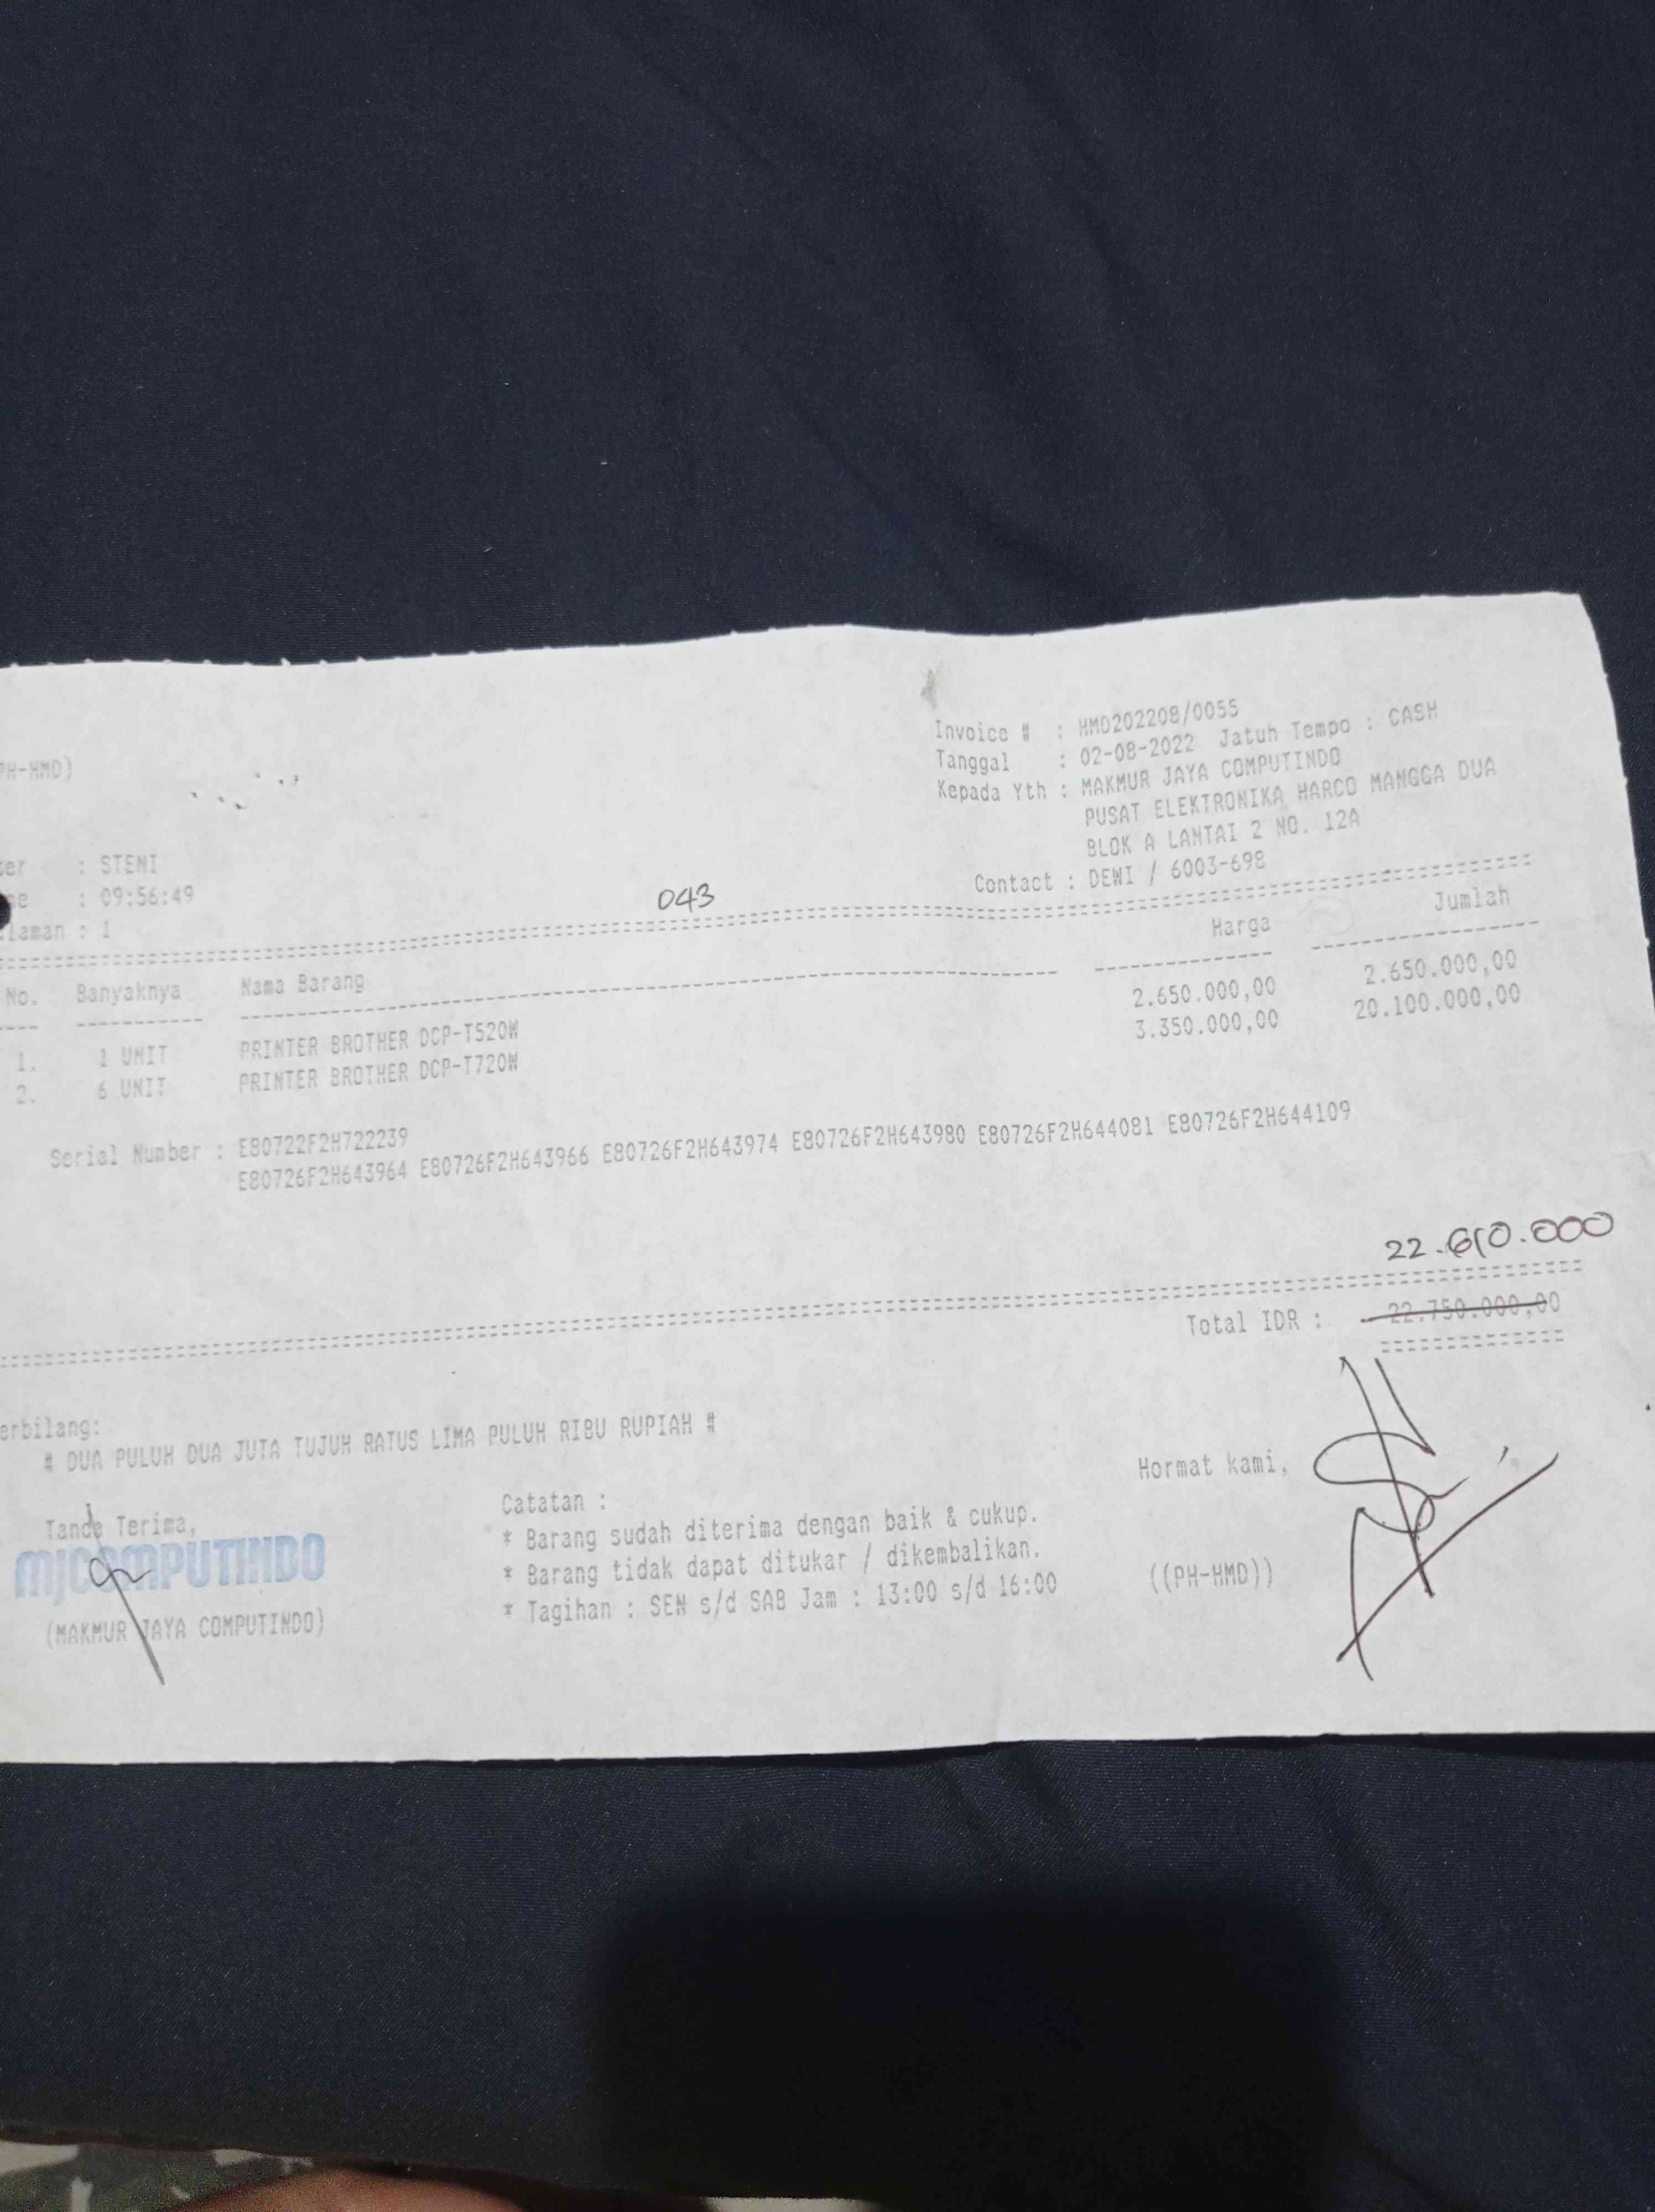 PH-HMD)
Invoice # : HMD202208/0055
Tanggal : 02-08-2022 Jatuh Tempo : CASH
Kepada Yth : MAKMUR JAYA COMPUTINDO
PUSAT ELEKTRONIKA HARCO MANGGA DUA
BLOK A LANTAI 2 NO. 12A
Contact : DEWI / 6003-698
: STENI
: 09:56:49
laman : 1
043
No. Banyaknya Nama Barang Harga Jumlah
1. 1 UNIT PRINTER BROTHER DCP-T520W 2.650.000,00 2.650.000,00
2. 6 UNIT PRINTER BROTHER DCP-T720W 3.350.000,00 20.100.000,00
Serial Number : E80722F2H722239
E80726F2H643964 E80726F2H643966 E80726F2H643974 E80726F2H643980 E80726F2H644081 E80726F2H644109
22.610.000
Total IDR : 22.750.000,00
erbilang:
# DUA PULUH DUA JUTA TUJUH RATUS LIMA PULUH RIBU RUPIAH #
Tanda Terima,
mjCOMPUTINDO
(MAKMUR JAYA COMPUTINDO)
Catatan :
* Barang sudah diterima dengan baik & cukup.
* Barang tidak dapat ditukar / dikembalikan.
* Tagihan : SEN s/d SAB Jam : 13:00 s/d 16:00
Hormat kami,
((PH-HMD))